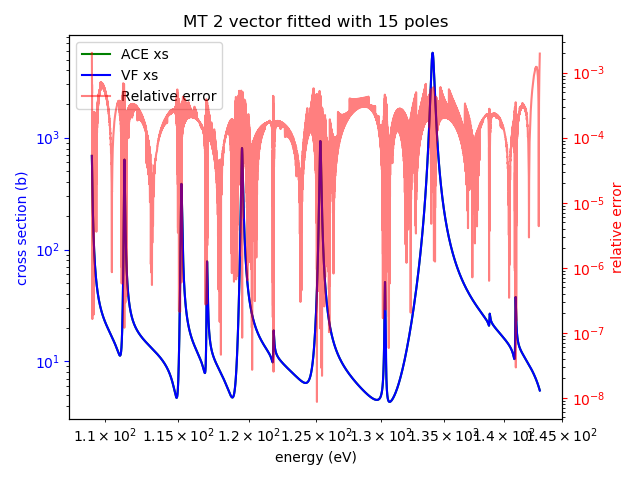 MT 2 vector fitted with 15 poles
ACE xs
VF xs
Relative error
cross section (b)
10³
10²
10¹
10⁻³
10⁻⁴
10⁻⁵
10⁻⁶
10⁻⁷
10⁻⁸
relative error
1.1 × 10² 1.15 × 10² 1.2 × 10² 1.25 × 10² 1.3 × 10² 1.35 × 10² 1.4 × 10² 1.45 × 10²
energy (eV)